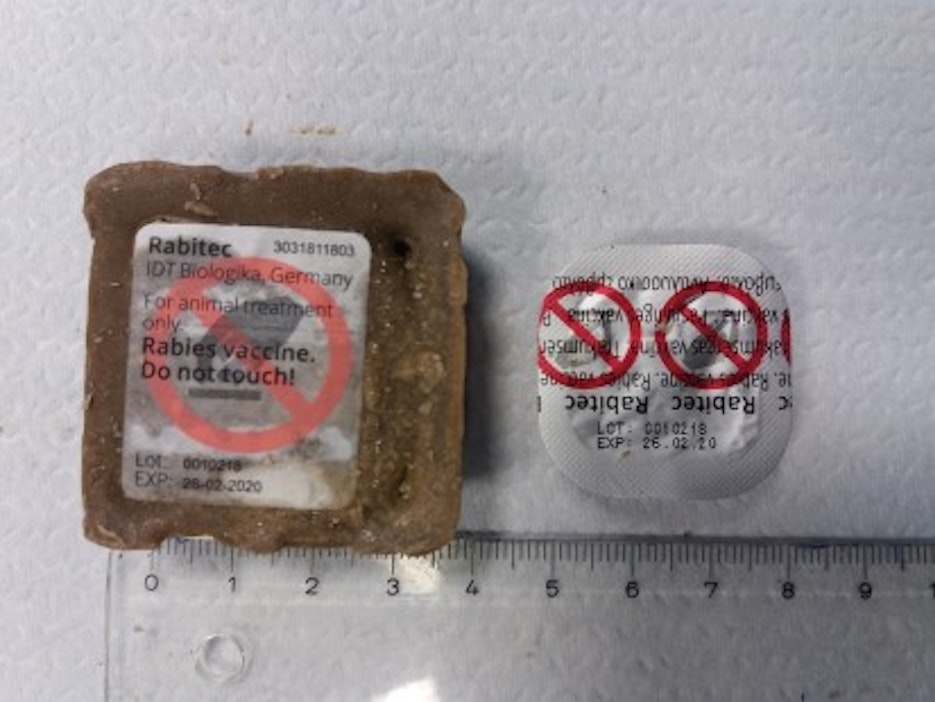 Rabitec 3031811803
IDT Biologika, Germany
For animal treatment
only
Rabies vaccine.
Do not touch!
Lot: 0010218
EXP: 28-02-2020
Rabitec Rabitec
Rabies vaccine.
LOT: 0010218
EXP: 26.02.20
0 1 2 3 4 5 6 7 8 9